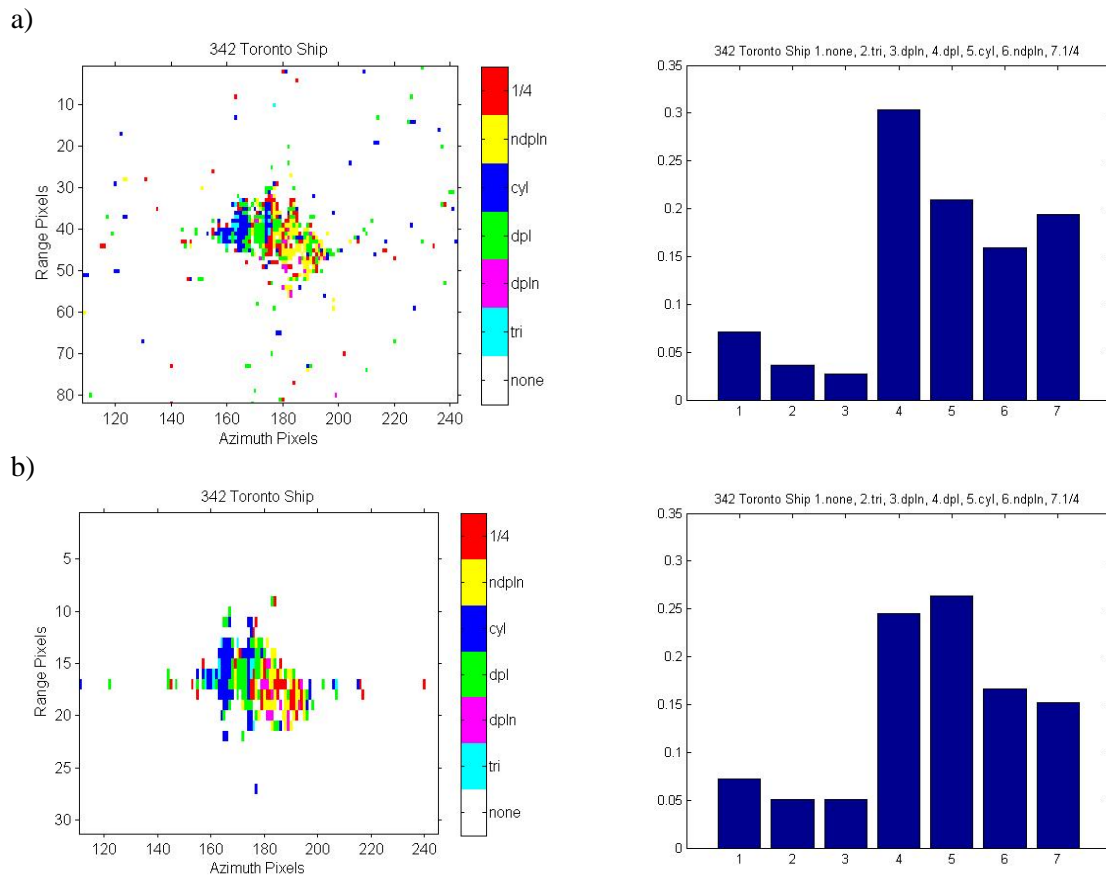 a)
342 Toronto Ship
10
20
30
40
50
60
70
80
Range Pixels
120 140 160 180 200 220 240
Azimuth Pixels
1/4
ndpln
cyl
dpl
dpln
tri
none
342 Toronto Ship 1.none, 2.tri, 3.dpln, 4.dpl, 5.cyl, 6.ndpln, 7.1/4
0.35
0.3
0.25
0.2
0.15
0.1
0.05
0
1 2 3 4 5 6 7
b)
342 Toronto Ship
5
10
15
20
25
30
Range Pixels
120 140 160 180 200 220 240
Azimuth Pixels
1/4
ndpln
cyl
dpl
dpln
tri
none
342 Toronto Ship 1.none, 2.tri, 3.dpln, 4.dpl, 5.cyl, 6.ndpln, 7.1/4
0.35
0.3
0.25
0.2
0.15
0.1
0.05
0
1 2 3 4 5 6 7